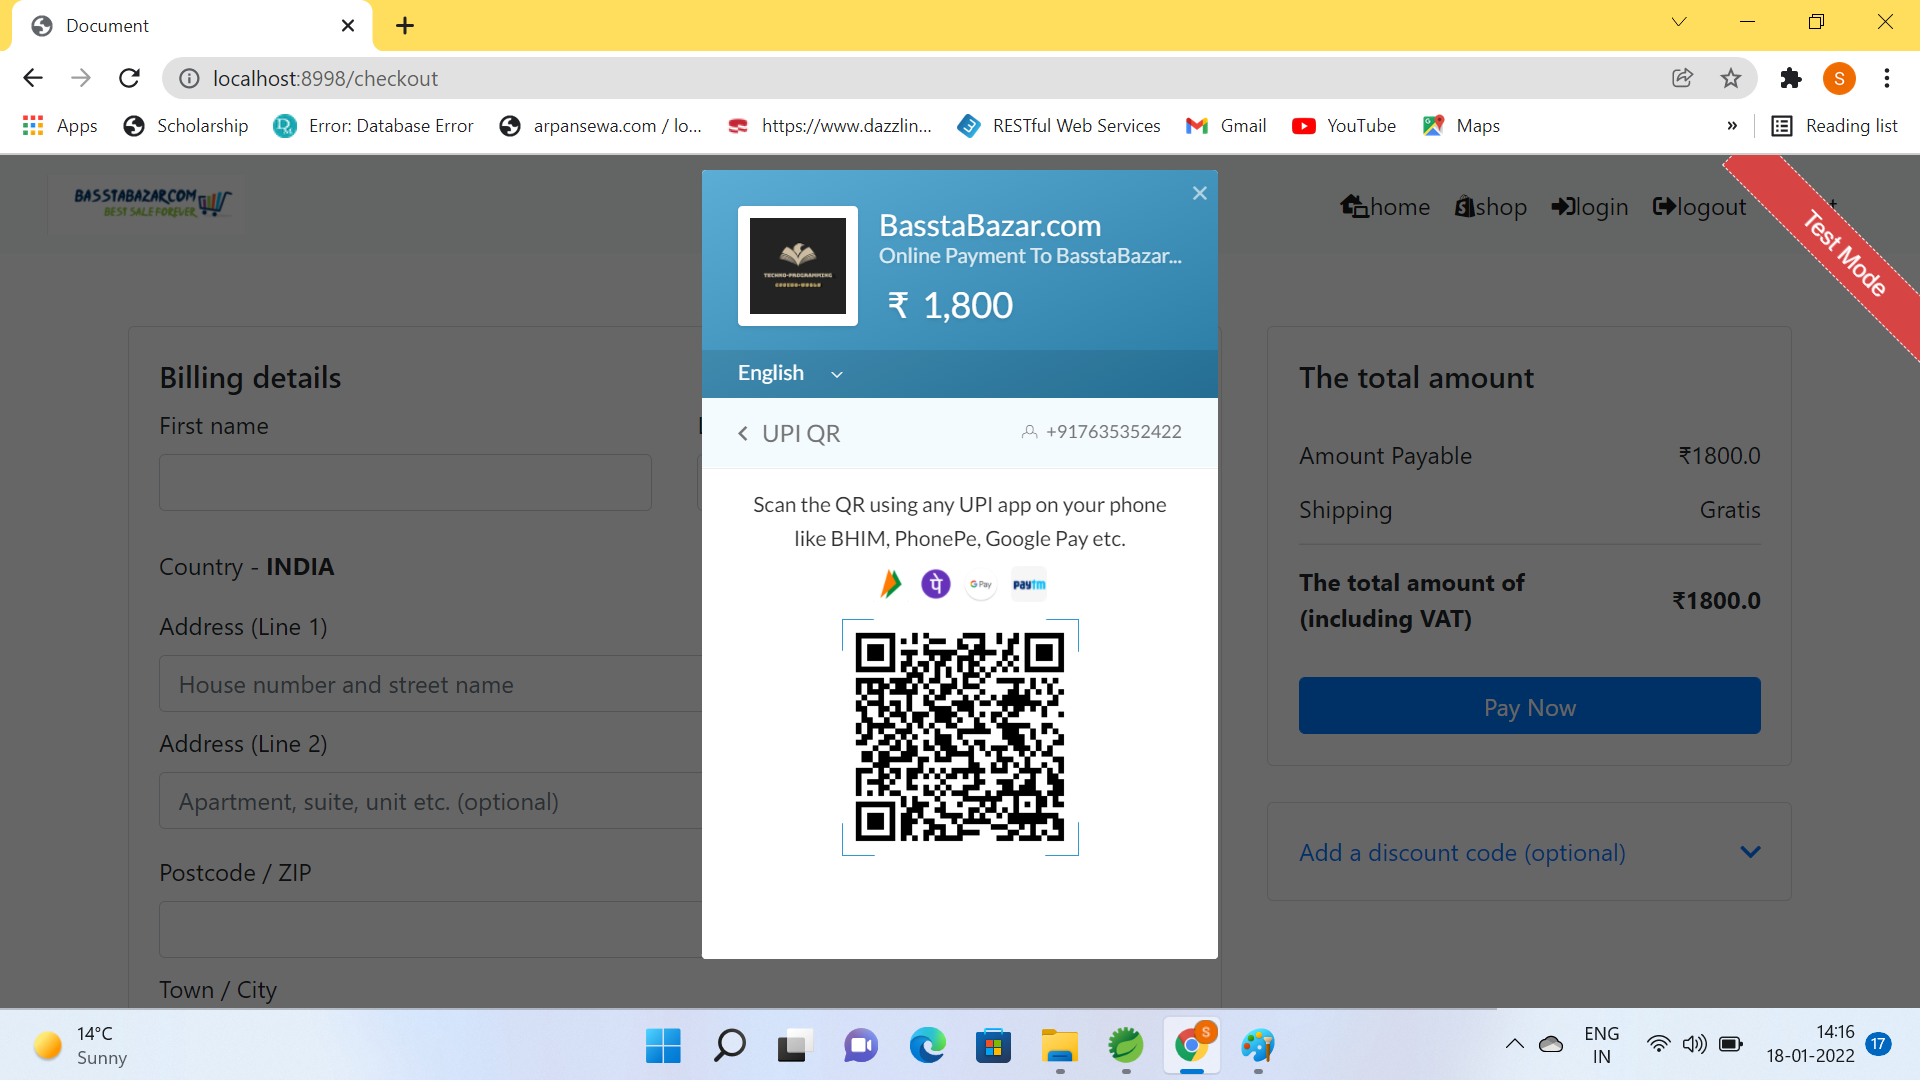 Document
localhost:8998/checkout
Apps
Scholarship
Error: Database Error
arpansewa.com / lo...
https://www.dazzlin...
RESTful Web Services
Gmail
YouTube
Maps
»
Reading list
S
BASSTABAZAR.COM
BEST SALE FOREVER
home
shop
login
logout
Test Mode
TECHNO-PROGRAMMING
CODING-WORLD
BasstaBazar.com
Online Payment To BasstaBazar...
₹ 1,800
English
UPI QR
+917635352422
Scan the QR using any UPI app on your phone
like BHIM, PhonePe, Google Pay etc.
पे
G Pay
paytm
Billing details
First name
Country - INDIA
Address (Line 1)
House number and street name
Address (Line 2)
Apartment, suite, unit etc. (optional)
Postcode / ZIP
Town / City
The total amount
Amount Payable ₹1800.0
Shipping Gratis
The total amount of
(including VAT) ₹1800.0
Pay Now
Add a discount code (optional)
14°C
Sunny
S
ENG
IN
14:16
18-01-2022
17